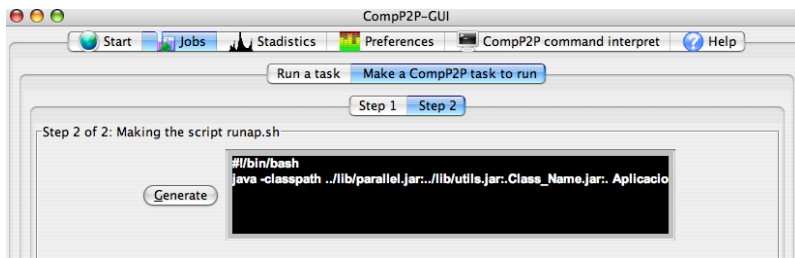 CompP2P-GUI
Start Jobs Stadistics Preferences CompP2P command interpret Help
Run a task Make a CompP2P task to run
Step 1 Step 2
Step 2 of 2: Making the script runap.sh
#!/bin/bash
java -classpath ../lib/parallel.jar:../lib/utils.jar:.Class_Name.jar:. Aplicacio
Generate